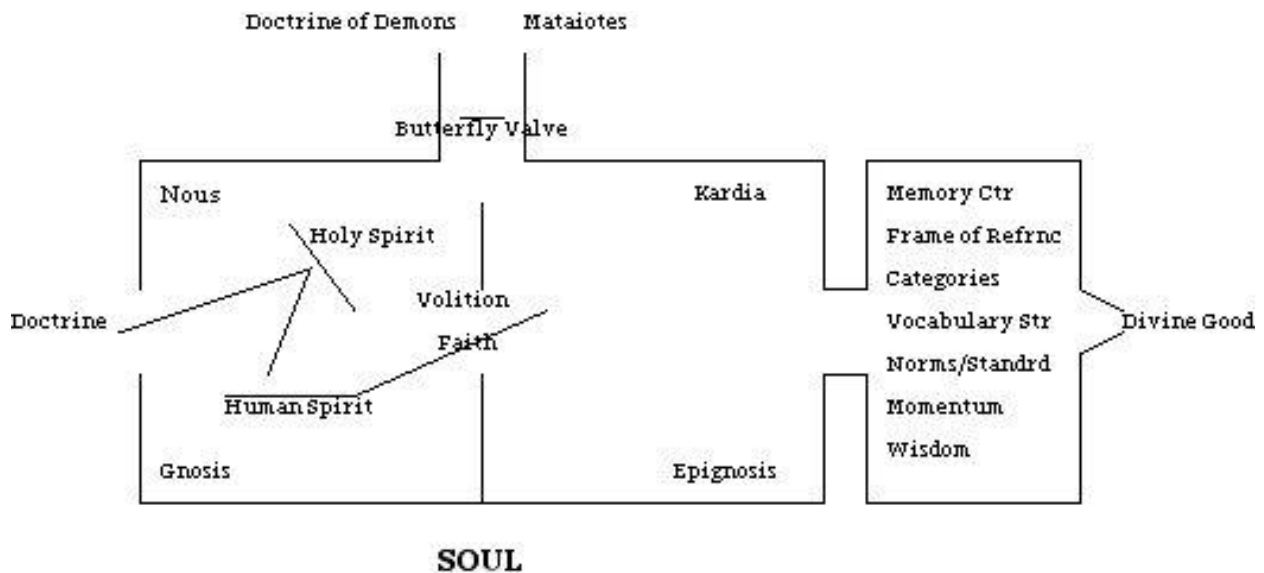 Doctrine of Demons Mataiotes
Butterfly Valve
Nous
Kardia
Memory Ctr
Holy Spirit
Frame of Refrnc
Categories
Volition
Doctrine
Vocabulary Str
Divine Good
Faith
Norms/Standrd
Human Spirit
Momentum
Wisdom
Gnosis
Epignosis
SOUL